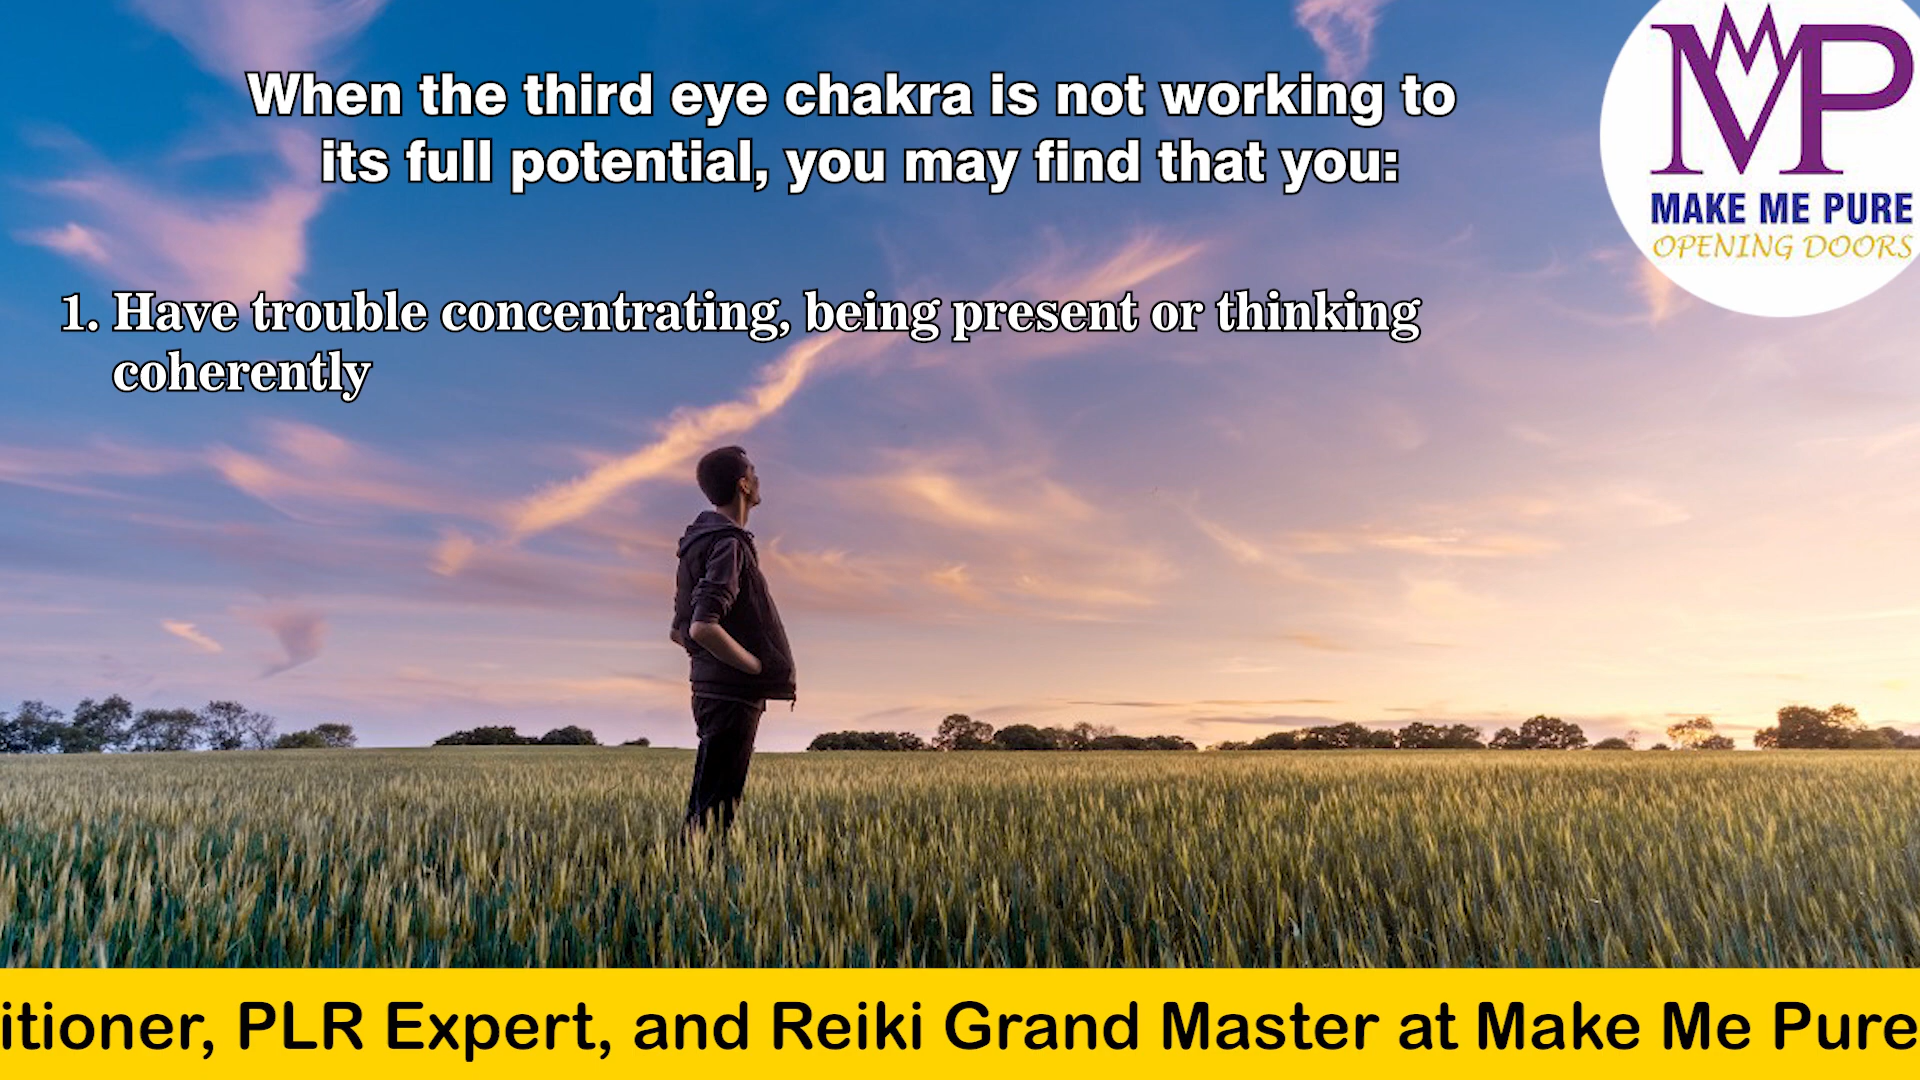 When the third eye chakra is not working to
its full potential, you may find that you:
1. Have trouble concentrating, being present or thinking
coherently
MP
MAKE ME PURE
OPENING DOORS
itioner, PLR Expert, and Reiki Grand Master at Make Me Pure